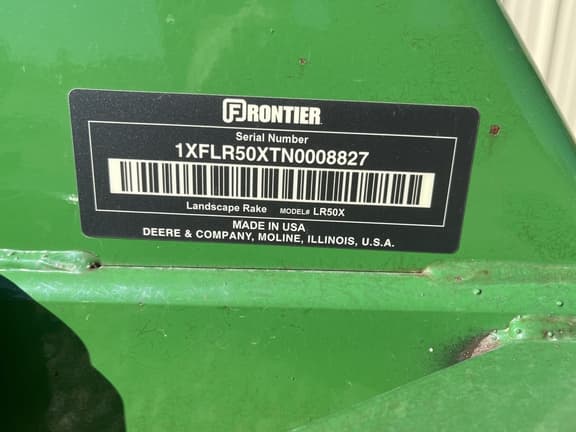 FRONTIER
Serial Number
1XFLR50XTN0008827
Landscape Rake MODEL# LR50X
MADE IN USA
DEERE & COMPANY, MOLINE, ILLINOIS, U.S.A.